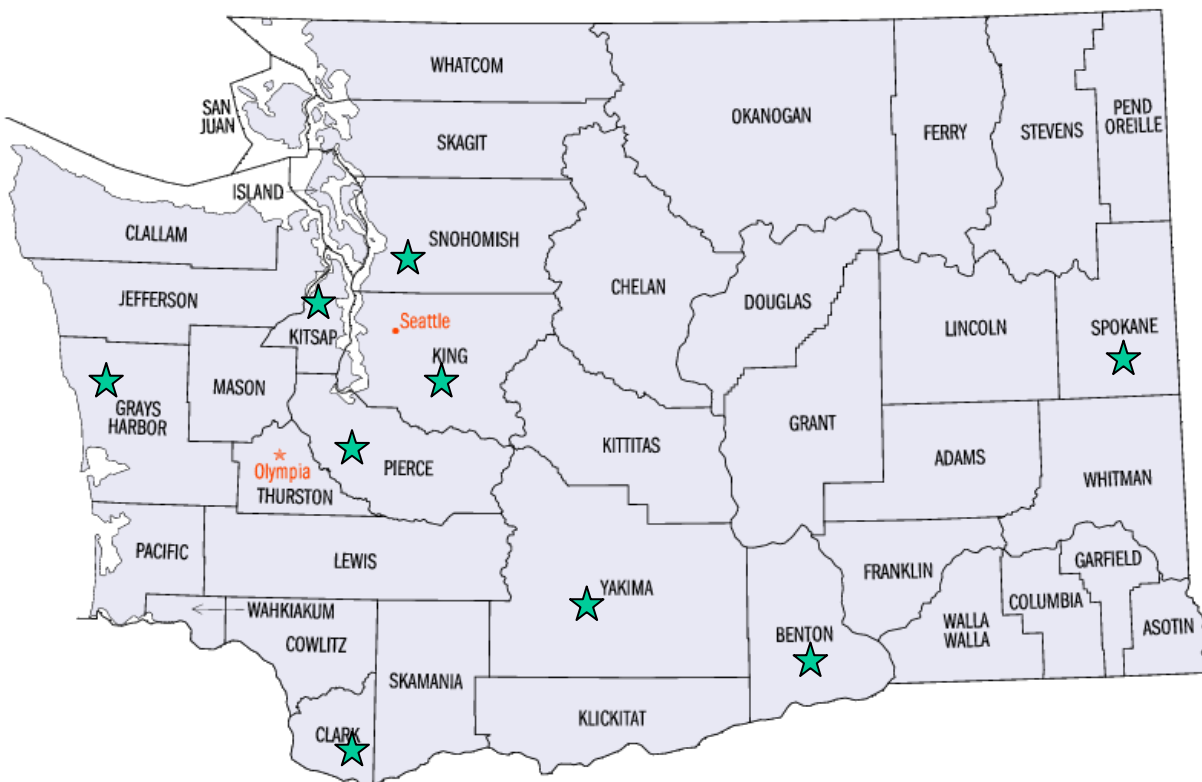 WHATCOM
SAN
JUAN
SKAGIT
OKANOGAN
FERRY
STEVENS
PEND
OREILLE
ISLAND
CLALLAM
SNOHOMISH
JEFFERSON
CHELAN
DOUGLAS
KITSAP
Seattle
KING
LINCOLN
SPOKANE
MASON
GRAYS
HARBOR
GRANT
KITTITAS
ADAMS
Olympia
THURSTON
PIERCE
WHITMAN
PACIFIC
LEWIS
YAKIMA
FRANKLIN
GARFIELD
COLUMBIA
WAHKIAKUM
COWLITZ
BENTON
WALLA
WALLA
ASOTIN
SKAMANIA
KLICKITAT
CLARK